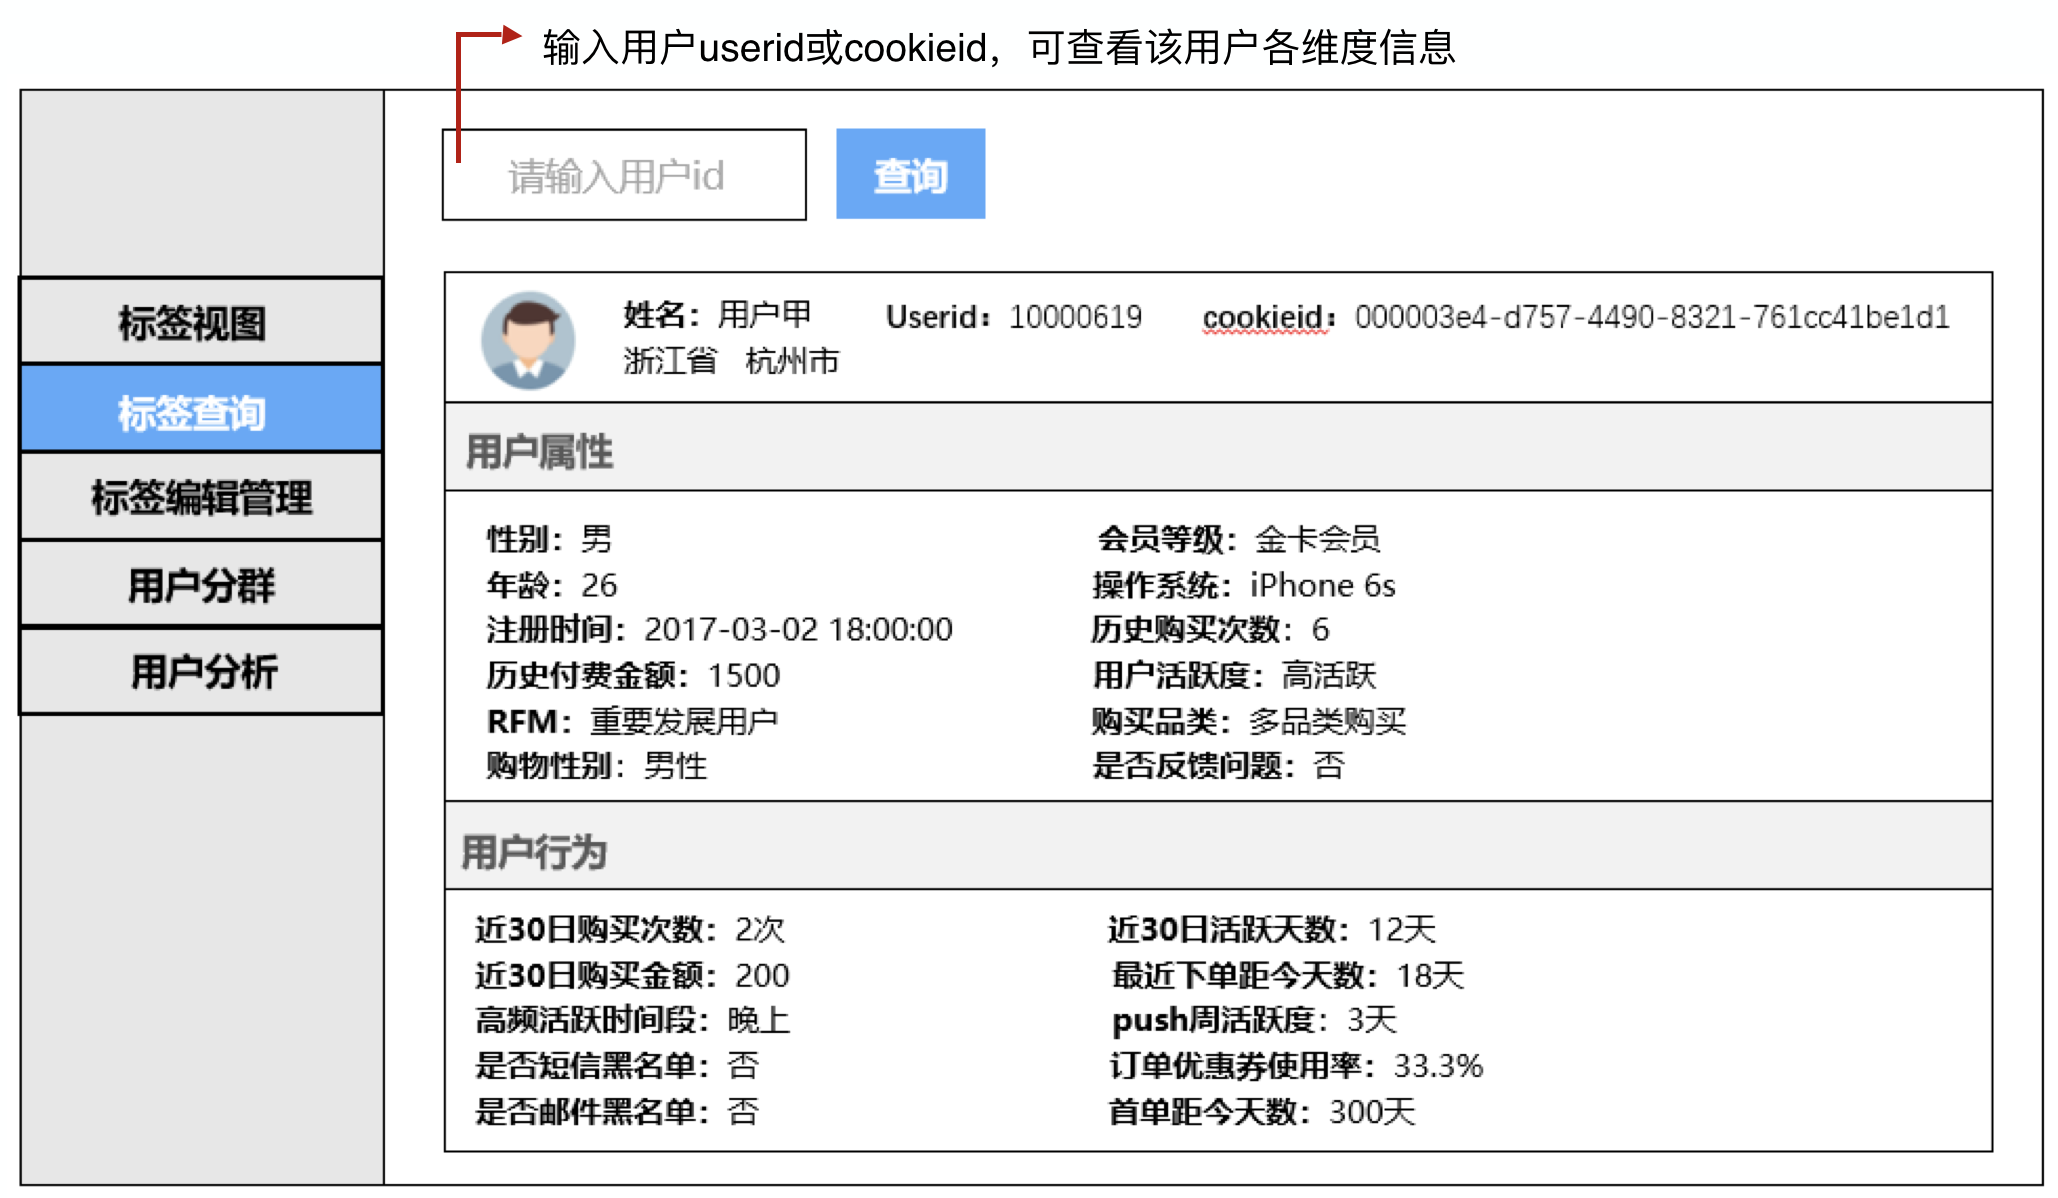 输入用户userid或cookieid，可查看该用户各维度信息
请输入用户id
查询
标签视图
标签查询
标签编辑管理
用户分群
用户分析
姓名：用户甲 Userid：10000619 cookieid：000003e4-d757-4490-8321-761cc41be1d1
浙江省 杭州市
用户属性
性别：男 会员等级：金卡会员
年龄：26 操作系统：iPhone 6s
注册时间：2017-03-02 18:00:00 历史购买次数：6
历史付费金额：1500 用户活跃度：高活跃
RFM：重要发展用户 购买品类：多品类购买
购物性别：男性 是否反馈问题：否
用户行为
近30日购买次数：2次 近30日活跃天数：12天
近30日购买金额：200 最近下单距今天数：18天
高频活跃时间段：晚上 push周活跃度：3天
是否短信黑名单：否 订单优惠券使用率：33.3%
是否邮件黑名单：否 首单距今天数：300天